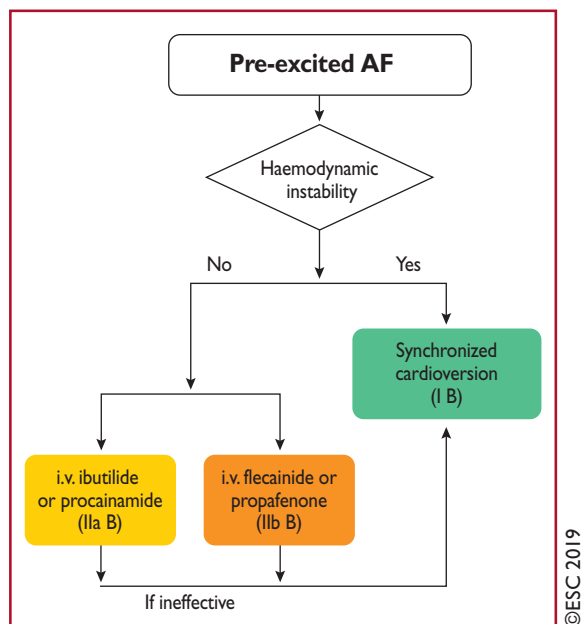 Pre-excited AF
Haemodynamic
instability
No
Yes
Synchronized
cardioversion
(I B)
i.v. ibutilide
or procainamide
(IIa B)
i.v. flecainide or
propafenone
(IIb B)
If ineffective
©ESC 2019